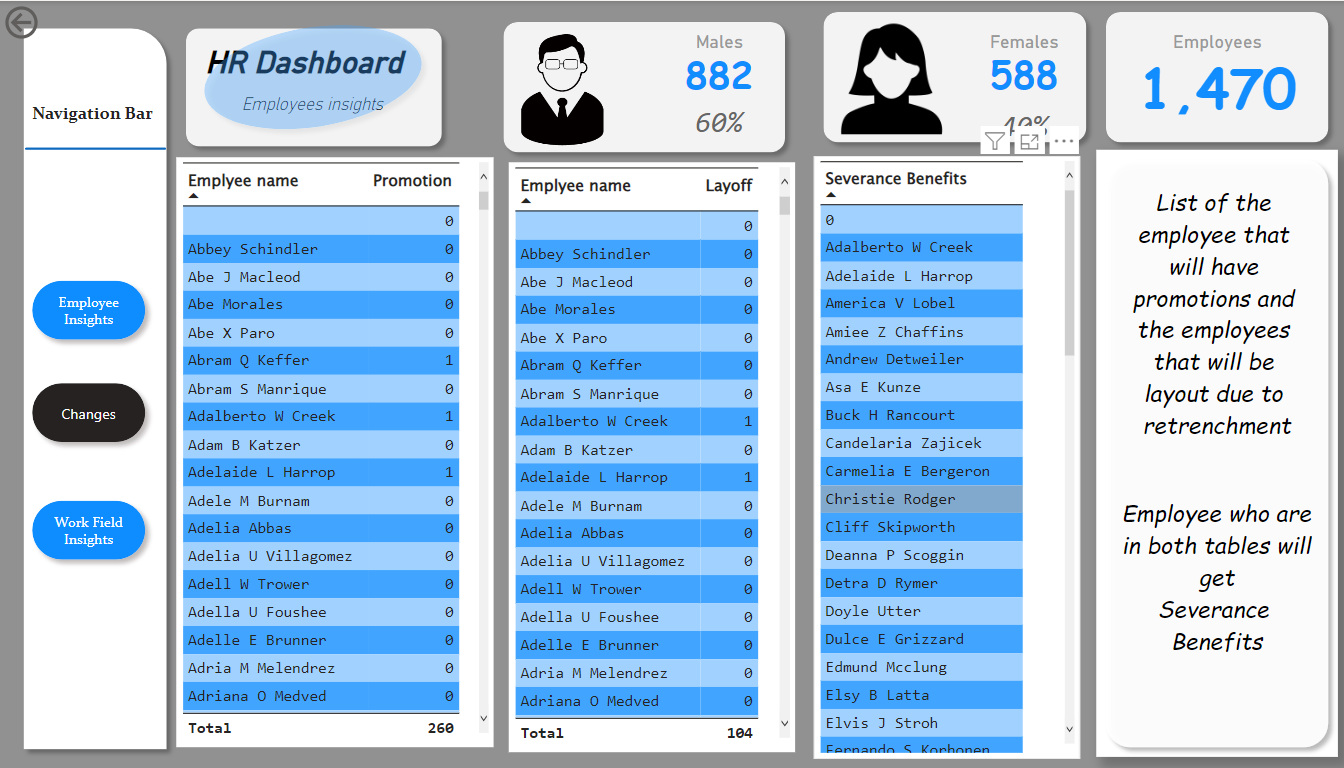 HR Dashboard
Employees insights
Males
882
60%
Females
588
40%
Employees
1,470
Navigation Bar
Employee
Insights
Changes
Work Field
Insights
Emplyee name Promotion
0
Abbey Schindler 0
Abe J Macleod 0
Abe Morales 0
Abe X Paro 0
Abram Q Keffer 1
Abram S Manrique 0
Adalberto W Creek 1
Adam B Katzer 0
Adelaide L Harrop 1
Adele M Burnam 0
Adelia Abbas 0
Adelia U Villagomez 0
Adell W Trower 0
Adella U Foushee 0
Adelle E Brunner 0
Adria M Melendrez 0
Adriana O Medved 0
Total 260
Emplyee name Layoff
0
Abbey Schindler 0
Abe J Macleod 0
Abe Morales 0
Abe X Paro 0
Abram Q Keffer 0
Abram S Manrique 0
Adalberto W Creek 1
Adam B Katzer 0
Adelaide L Harrop 1
Adele M Burnam 0
Adelia Abbas 0
Adelia U Villagomez 0
Adell W Trower 0
Adella U Foushee 0
Adelle E Brunner 0
Adria M Melendrez 0
Adriana O Medved 0
Total 104
Severance Benefits
0
Adalberto W Creek
Adelaide L Harrop
America V Lobel
Amiee Z Chaffins
Andrew Detweiler
Asa E Kunze
Buck H Rancourt
Candelaria Zajicek
Carmelia E Bergeron
Christie Rodger
Cliff Skipworth
Deanna P Scoggin
Detra D Rymer
Doyle Utter
Dulce E Grizzard
Edmund Mcclung
Elsy B Latta
Elvis J Stroh
Fernando S Korhonen
List of the
employee that
will have
promotions and
the employees
that will be
layout due to
retrenchment
Employee who are
in both tables will
get
Severance
Benefits